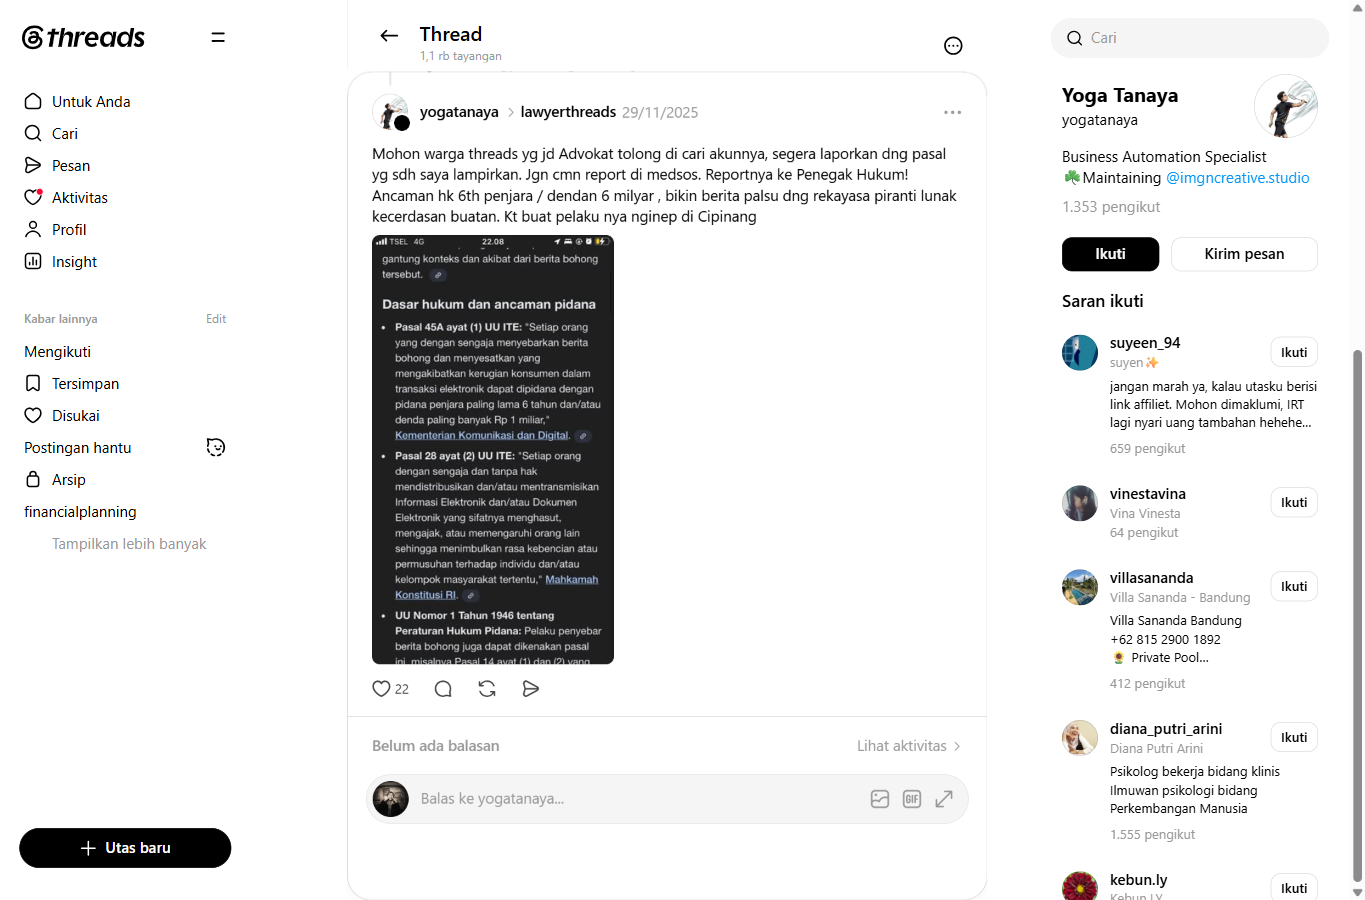 threads
Untuk Anda
Cari
Pesan
Aktivitas
Profil
Insight
Kabar lainnya
Edit
Mengikuti
Tersimpan
Disukai
Postingan hantu
Arsip
financialplanning
Tampilkan lebih banyak
Utas baru
Thread
1,1 rb tayangan
yogatanaya > lawyerthreads 29/11/2025
Mohon warga threads yg jd Advokat tolong di cari akunnya, segera laporkan dng pasal
yg sdh saya lampirkan. Jgn cmn report di medsos. Reportnya ke Penegak Hukum!
Ancaman hk 6th penjara / dendan 6 milyar , bikin berita palsu dng rekayasa piranti lunak
kecerdasan buatan. Kt buat pelaku nya nginep di Cipinang
TSEL 4G 22.08
gantung konteks dan akibat dari berita bohong
tersebut.
Dasar hukum dan ancaman pidana
• Pasal 45A ayat (1) UU ITE: "Setiap orang
yang dengan sengaja menyebarkan berita
bohong dan menyesatkan yang
mengakibatkan kerugian konsumen dalam
transaksi elektronik dapat dipidana dengan
pidana penjara paling lama 6 tahun dan/atau
denda paling banyak Rp 1 miliar,"
Kementerian Komunikasi dan Digital.
• Pasal 28 ayat (2) UU ITE: "Setiap orang
dengan sengaja dan tanpa hak
mendistribusikan dan/atau mentransmisikan
Informasi Elektronik dan/atau Dokumen
Elektronik yang sifatnya menghasut,
mengajak, atau memengaruhi orang lain
sehingga menimbulkan rasa kebencian atau
permusuhan terhadap individu dan/atau
kelompok masyarakat tertentu," Mahkamah
Konstitusi RI.
• UU Nomor 1 Tahun 1946 tentang
Peraturan Hukum Pidana: Pelaku penyebar
berita bohong juga dapat dikenakan pasal
ini, misalnya Pasal 14 ayat (1) dan (2) yang
22
Belum ada balasan
Lihat aktivitas >
Balas ke yogatanaya...
GIF
Cari
Yoga Tanaya
yogatanaya
Business Automation Specialist
☘️Maintaining @imgncreative.studio
1.353 pengikut
Ikuti
Kirim pesan
Saran ikuti
suyeen_94
suyen✨
Ikuti
jangan marah ya, kalau utasku berisi
link affiliet. Mohon dimaklumi, IRT
lagi nyari uang tambahan hehehe...
659 pengikut
vinestavina
Vina Vinesta
Ikuti
64 pengikut
villasananda
Villa Sananda - Bandung
Ikuti
Villa Sananda Bandung
+62 815 2900 1892
🌻 Private Pool...
412 pengikut
diana_putri_arini
Diana Putri Arini
Ikuti
Psikolog bekerja bidang klinis
Ilmuwan psikologi bidang
Perkembangan Manusia
1.555 pengikut
kebun.ly
Kebun LY
Ikuti